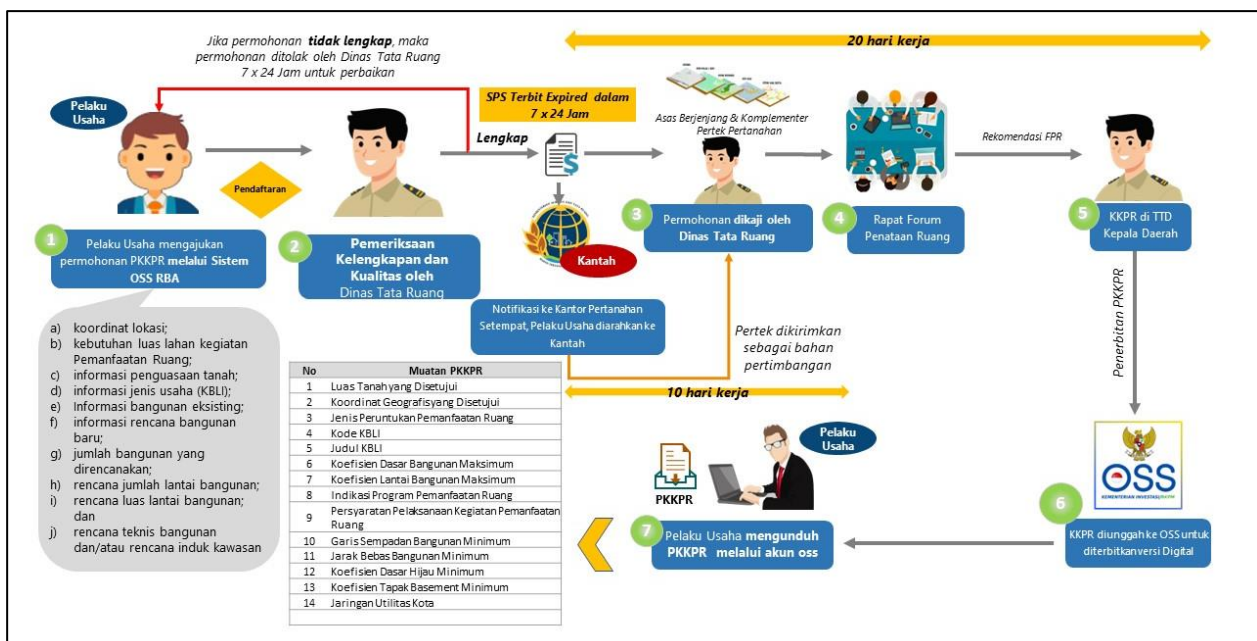 Jika permohonan tidak lengkap, maka
permohonan ditolak oleh Dinas Tata Ruang
7 x 24 Jam untuk perbaikan
20 hari kerja
Pelaku
Usaha
SPS Terbit Expired dalam
7 x 24 Jam
Lengkap
Asas Berjenjang & Komplementer
Pertek Pertanahan
Rekomendasi FPR
Pendaftaran
1
Pelaku Usaha mengajukan
permohonan PKKPR melalui Sistem
OSS RBA
2
Pemeriksaan
Kelengkapan dan
Kualitas oleh
Dinas Tata Ruang
Kantah
3
Permohonan dikaji oleh
Dinas Tata Ruang
4
Rapat Forum
Penataan Ruang
5
KKPR di TTD
Kepala Daerah
Notifikasi ke Kantor Pertanahan
Setempat, Pelaku Usaha diarahkan ke
Kantah
Pertek dikirimkan
sebagai bahan
pertimbangan
Penerbitan PKKPR
a) koordinat lokasi;
b) kebutuhan luas lahan kegiatan
Pemanfaatan Ruang;
c) informasi penguasaan tanah;
d) informasi jenis usaha (KBLI);
e) Informasi bangunan eksisting;
f) informasi rencana bangunan
baru;
g) jumlah bangunan yang
direncanakan;
h) rencana jumlah lantai bangunan;
i) rencana luas lantai bangunan;
dan
j) rencana teknis bangunan
dan/atau rencana induk kawasan
No Muatan PKKPR
1 Luas Tanah yang Disetujui
2 Koordinat Geografisyang Disetujui
3 Jenis Peruntukan Pemanfaatan Ruang
4 Kode KBLI
5 Judul KBLI
6 Koefisien Dasar Bangunan Maksimum
7 Koefisien Lantai Bangunan Maksimum
8 Indikasi Program Pemanfaatan Ruang
9 Persyaratan Pelaksanaan Kegiatan Pemanfaatan
Ruang
10 Garis Sempadan Bangunan Minimum
11 Jarak Bebas Bangunan Minimum
12 Koefisien Dasar Hijau Minimum
13 Koefisien Tapak Basement Minimum
14 Jaringan Utilitas Kota
10 hari kerja
Pelaku
Usaha
PKKPR
7
Pelaku Usaha mengunduh
PKKPR melalui akun oss
OSS
KEMENTERIAN INVESTASI/BKPM
6
KKPR diunggah ke OSS untuk
diterbitkan versi Digital